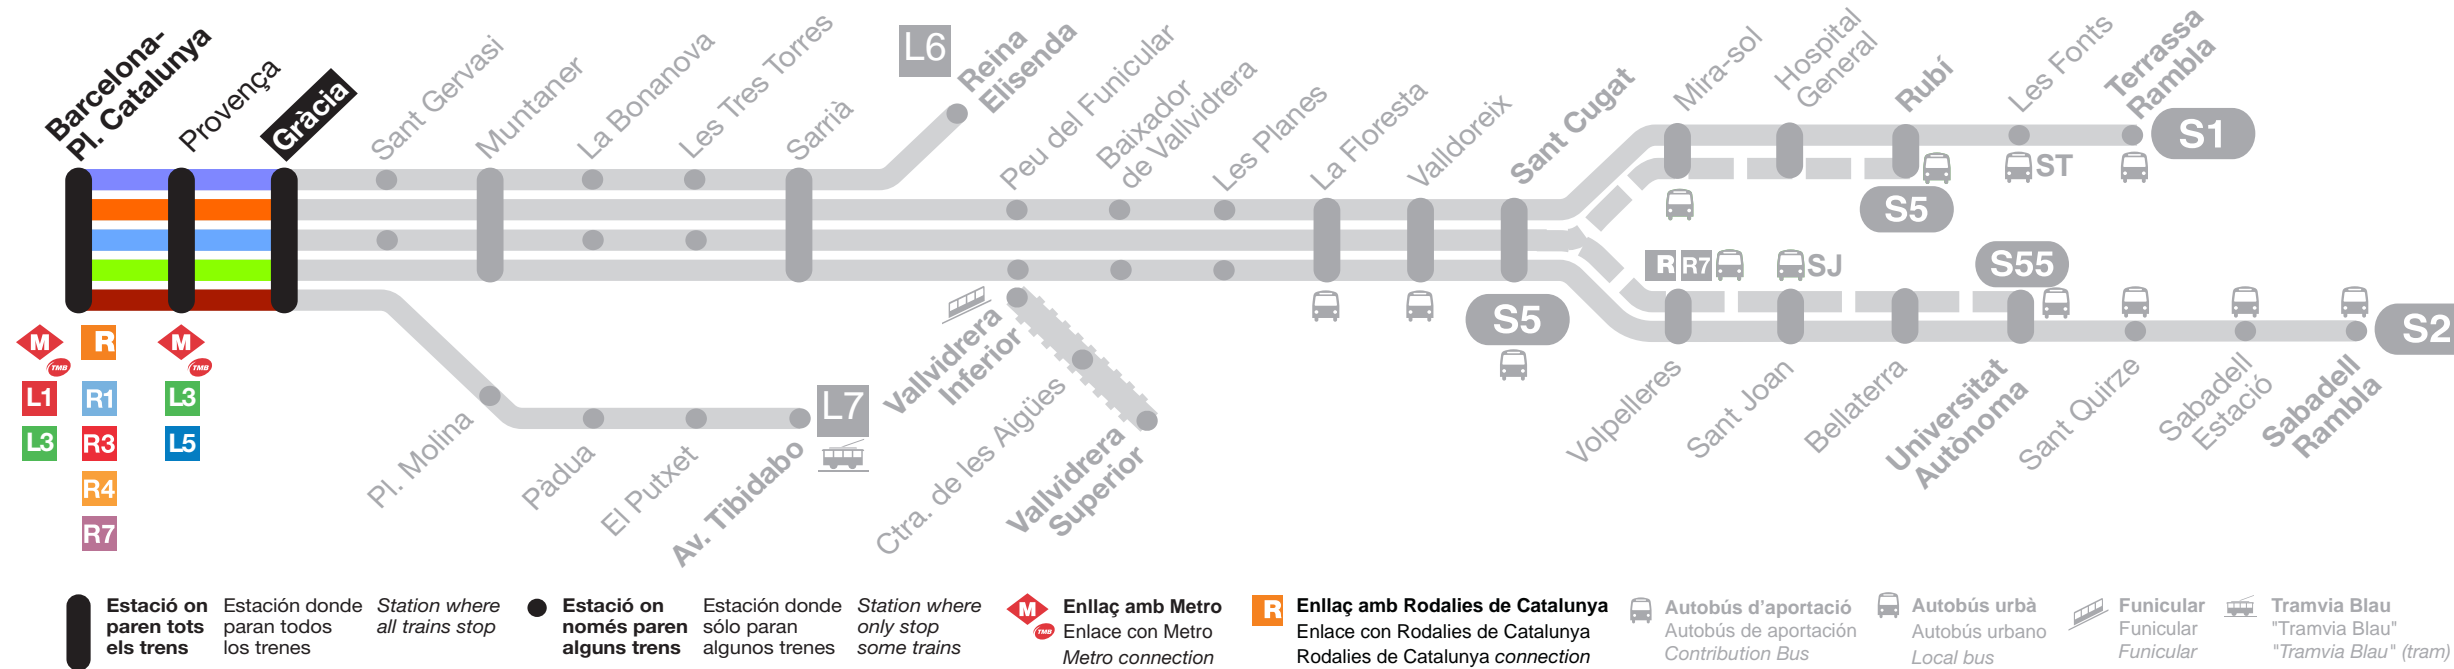 Barcelona-
Pl. Catalunya
Provença
Gràcia
Sant Gervasi
Muntaner
La Bonanova
Les Tres Torres
Sarrià
L6
Reina
Elisenda
Peu del Funicular
Baixador
de Vallvidrera
Les Planes
La Floresta
Valldoreix
Sant Cugat
Mira-sol
Hospital
General
Rubí
Les Fonts
Terrassa
Rambla
S1
ST
S5
S55
R R7
SJ
S5
S2
M
TMB
L1
L3
R
R1
R3
R4
R7
M
TMB
L3
L5
Pl. Molina
Pàdua
El Putxet
Av. Tibidabo
L7
Vallvidrera
Inferior
Ctra. de les Aigües
Vallvidrera
Superior
Volpelleres
Sant Joan
Bellaterra
Universitat
Autònoma
Sant Quirze
Sabadell
Estació
Sabadell
Rambla
Estació on
paren tots
els trens
Estación donde
paran todos
los trenes
Station where
all trains stop
Estació on
només paren
alguns trens
Estación donde
sólo paran
algunos trenes
Station where
only stop
some trains
M
TMB
Enllaç amb Metro
Enlace con Metro
Metro connection
R
Enllaç amb Rodalies de Catalunya
Enlace con Rodalies de Catalunya
Rodalies de Catalunya connection
Autobús d'aportació
Autobús de aportación
Contribution Bus
Autobús urbà
Autobús urbano
Local bus
Funicular
Funicular
Funicular
Tramvia Blau
"Tramvia Blau"
"Tramvia Blau" (tram)